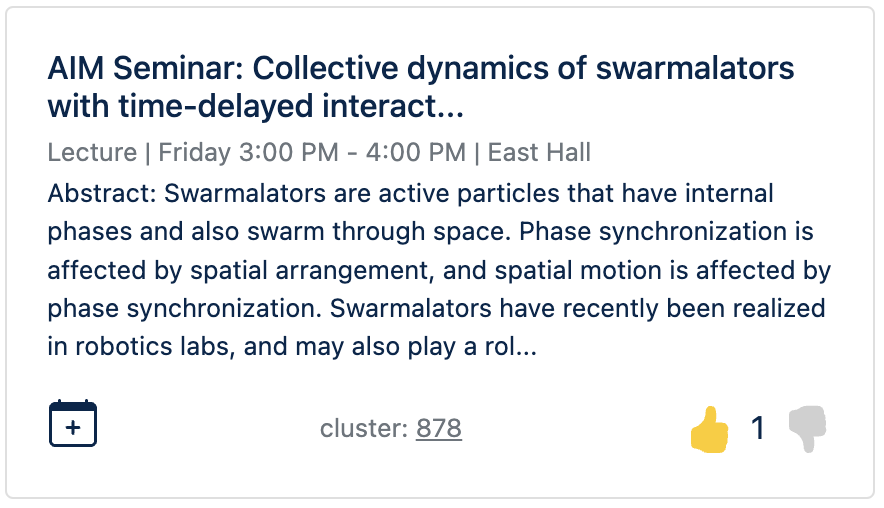 AIM Seminar: Collective dynamics of swarmalators
with time-delayed interact...
Lecture | Friday 3:00 PM - 4:00 PM | East Hall
Abstract: Swarmalators are active particles that have internal
phases and also swarm through space. Phase synchronization is
affected by spatial arrangement, and spatial motion is affected by
phase synchronization. Swarmalators have recently been realized
in robotics labs, and may also play a rol...
cluster: 878
1